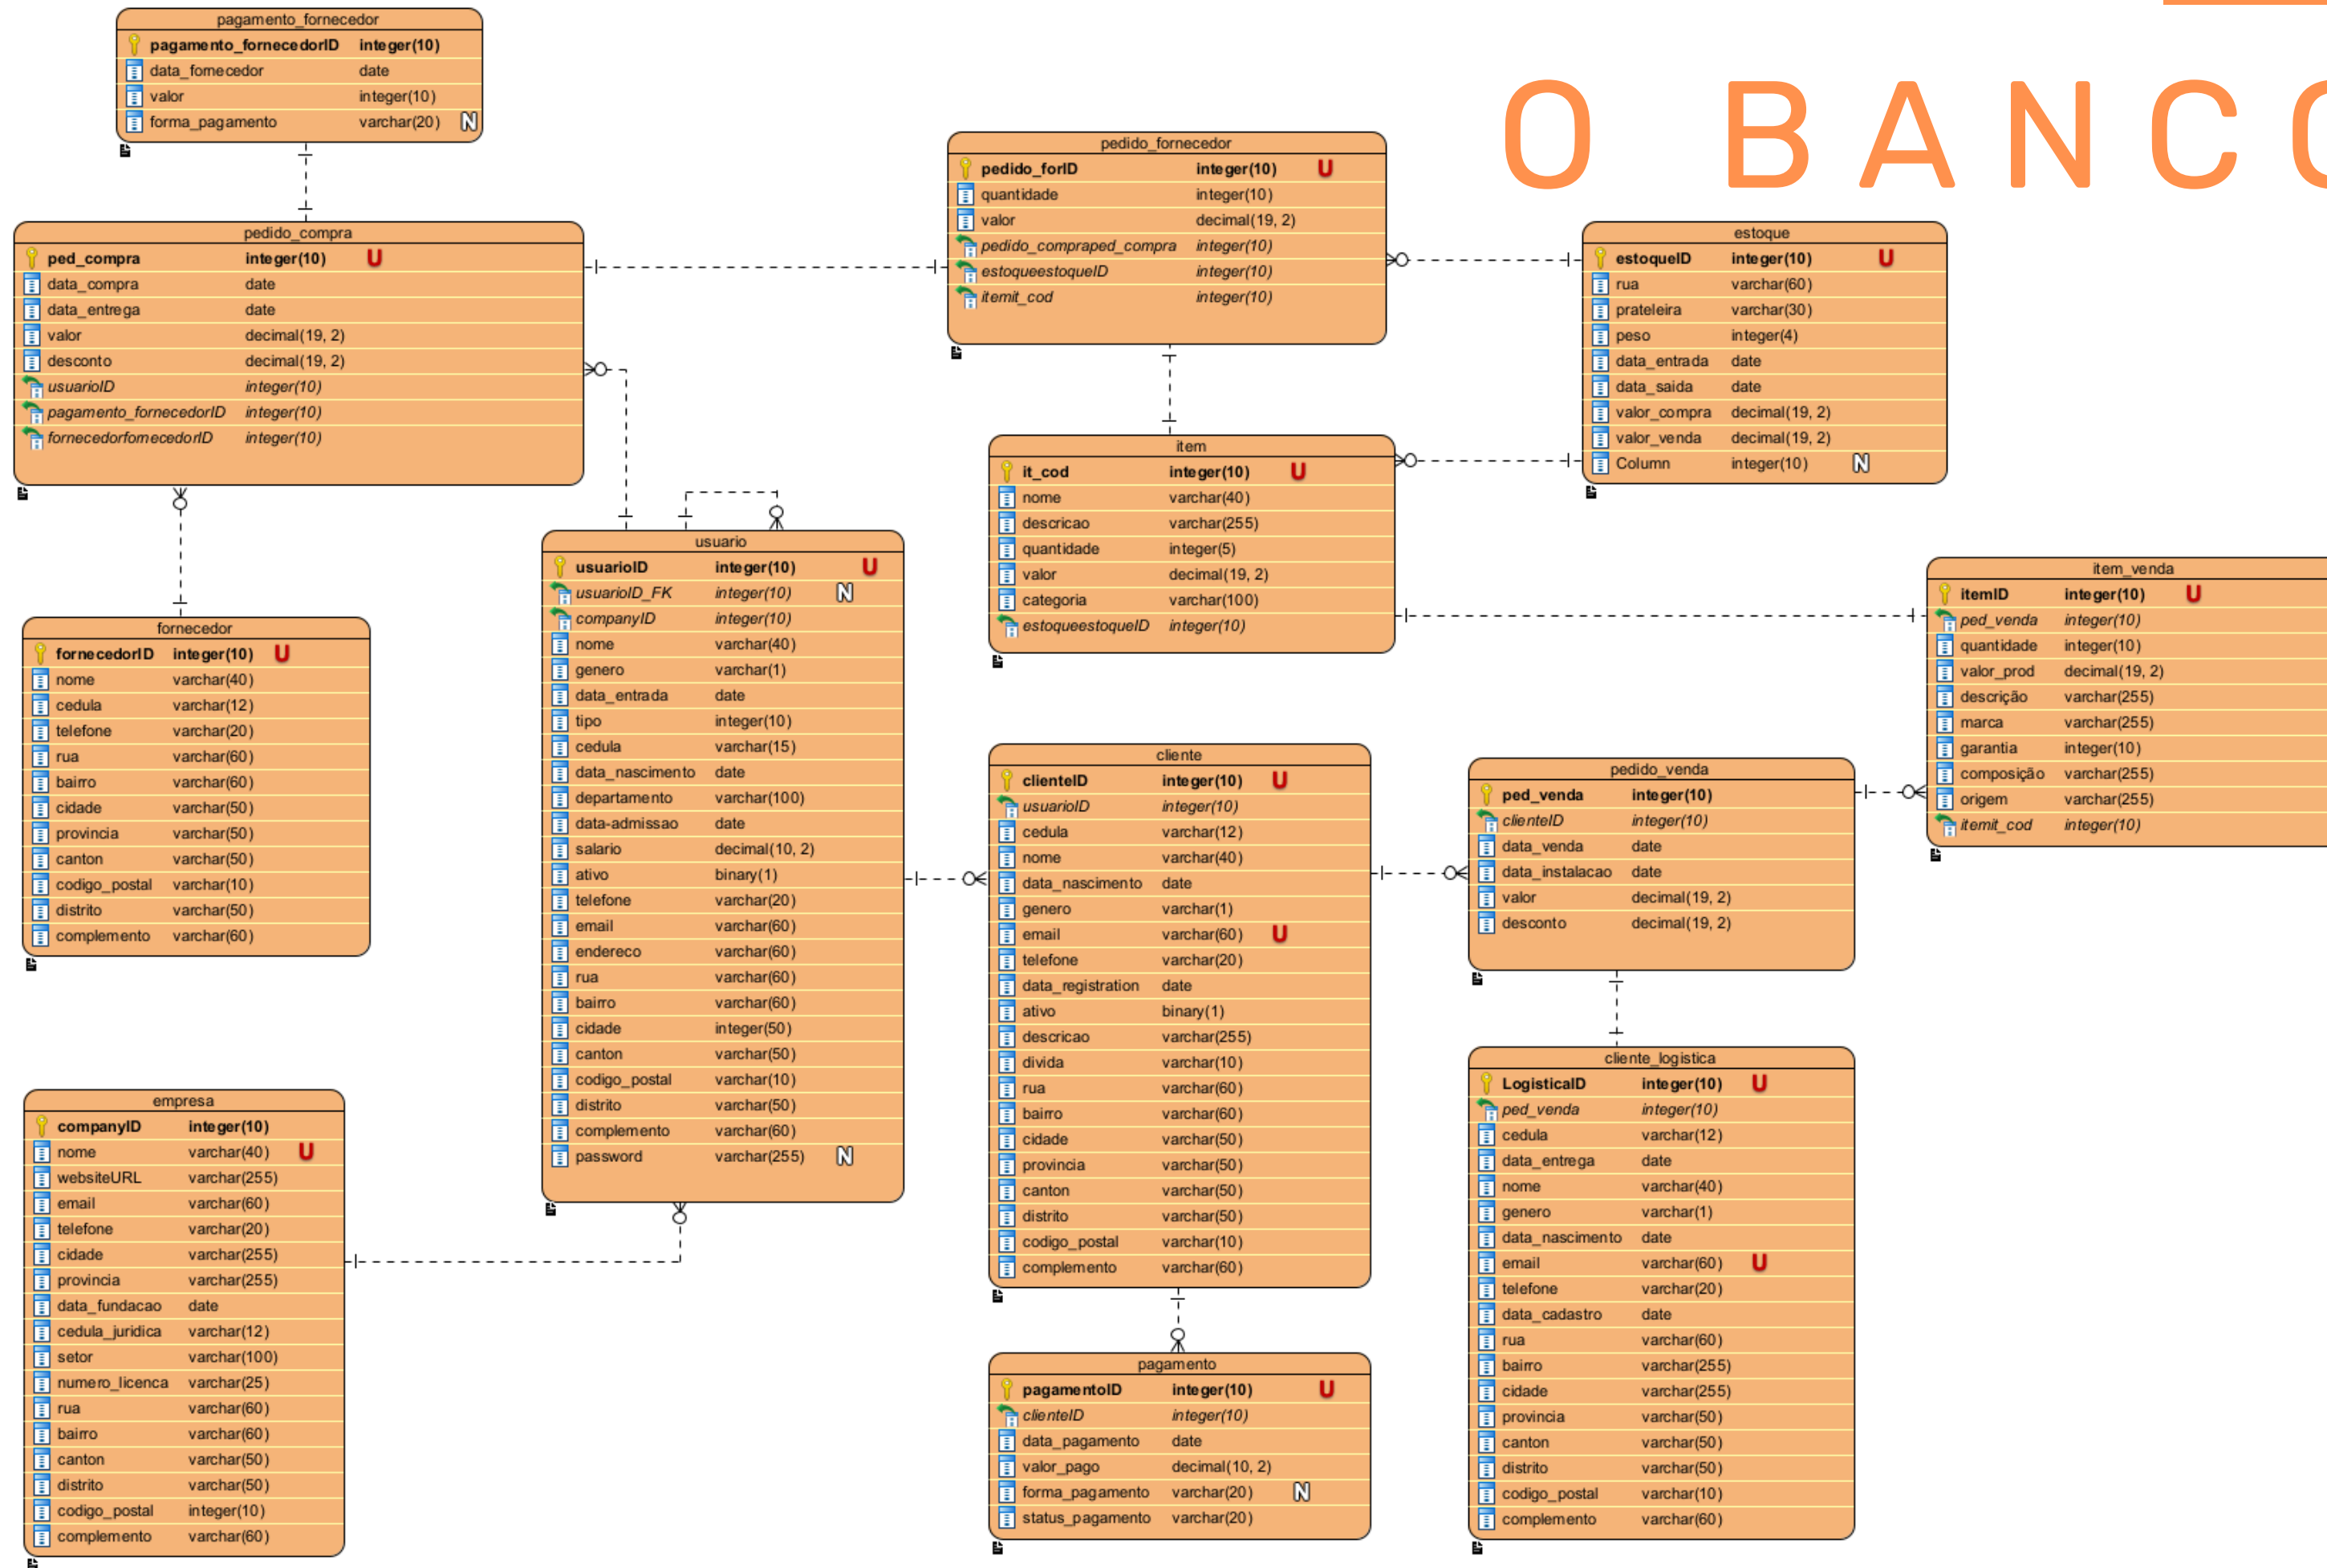 O BANCO
pagamento_fornecedor
pagamento_fornecedorID integer(10)
data_fornecedor date
valor integer(10)
forma_pagamento varchar(20) N
pedido_compra
ped_compra integer(10) U
data_compra date
data_entrega date
valor decimal(19, 2)
desconto decimal(19, 2)
usuarioID integer(10)
pagamento_fornecedorID integer(10)
fornecedorfornecedorID integer(10)
pedido_fornecedor
pedido_forID integer(10) U
quantidade integer(10)
valor decimal(19, 2)
pedido_compraped_compra integer(10)
estoqueestoqueID integer(10)
itemit_cod integer(10)
estoque
estoqueID integer(10) U
rua varchar(60)
prateleira varchar(30)
peso integer(4)
data_entrada date
data_saida date
valor_compra decimal(19, 2)
valor_venda decimal(19, 2)
Column integer(10) N
item
it_cod integer(10) U
nome varchar(40)
descricao varchar(255)
quantidade integer(5)
valor decimal(19, 2)
categoria varchar(100)
estoqueestoqueID integer(10)
usuario
usuarioID integer(10) U
usuarioID_FK integer(10) N
companyID integer(10)
nome varchar(40)
genero varchar(1)
data_entrada date
tipo integer(10)
cedula varchar(15)
data_nascimento date
departamento varchar(100)
data-admissao date
salario decimal(10, 2)
ativo binary(1)
telefone varchar(20)
email varchar(60)
endereco varchar(60)
rua varchar(60)
bairro varchar(60)
cidade integer(50)
canton varchar(50)
codigo_postal varchar(10)
distrito varchar(50)
complemento varchar(60)
password varchar(255) N
item_venda
itemID integer(10) U
ped_venda integer(10)
quantidade integer(10)
valor_prod decimal(19, 2)
descrição varchar(255)
marca varchar(255)
garantia integer(10)
composição varchar(255)
origem varchar(255)
itemit_cod integer(10)
fornecedor
fornecedorID integer(10) U
nome varchar(40)
cedula varchar(12)
telefone varchar(20)
rua varchar(60)
bairro varchar(60)
cidade varchar(50)
provincia varchar(50)
canton varchar(50)
codigo_postal varchar(10)
distrito varchar(50)
complemento varchar(60)
cliente
clienteID integer(10) U
usuarioID integer(10)
cedula varchar(12)
nome varchar(40)
data_nascimento date
genero varchar(1)
email varchar(60) U
telefone varchar(20)
data_registration date
ativo binary(1)
descricao varchar(255)
divida varchar(10)
rua varchar(60)
bairro varchar(60)
cidade varchar(50)
provincia varchar(50)
canton varchar(50)
distrito varchar(50)
codigo_postal varchar(10)
complemento varchar(60)
pedido_venda
ped_venda integer(10)
clienteID integer(10)
data_venda date
data_instalacao date
valor decimal(19, 2)
desconto decimal(19, 2)
cliente_logistica
LogisticaID integer(10) U
ped_venda integer(10)
cedula varchar(12)
data_entrega date
nome varchar(40)
genero varchar(1)
data_nascimento date
email varchar(60) U
telefone varchar(20)
data_cadastro date
rua varchar(60)
bairro varchar(255)
cidade varchar(255)
provincia varchar(50)
canton varchar(50)
distrito varchar(50)
codigo_postal varchar(10)
complemento varchar(60)
empresa
companyID integer(10)
nome varchar(40) U
websiteURL varchar(255)
email varchar(60)
telefone varchar(20)
cidade varchar(255)
provincia varchar(255)
data_fundacao date
cedula_juridica varchar(12)
setor varchar(100)
numero_licenca varchar(25)
rua varchar(60)
bairro varchar(60)
canton varchar(50)
distrito varchar(50)
codigo_postal integer(10)
complemento varchar(60)
pagamento
pagamentoID integer(10) U
clienteID integer(10)
data_pagamento date
valor_pago decimal(10, 2)
forma_pagamento varchar(20) N
status_pagamento varchar(20)